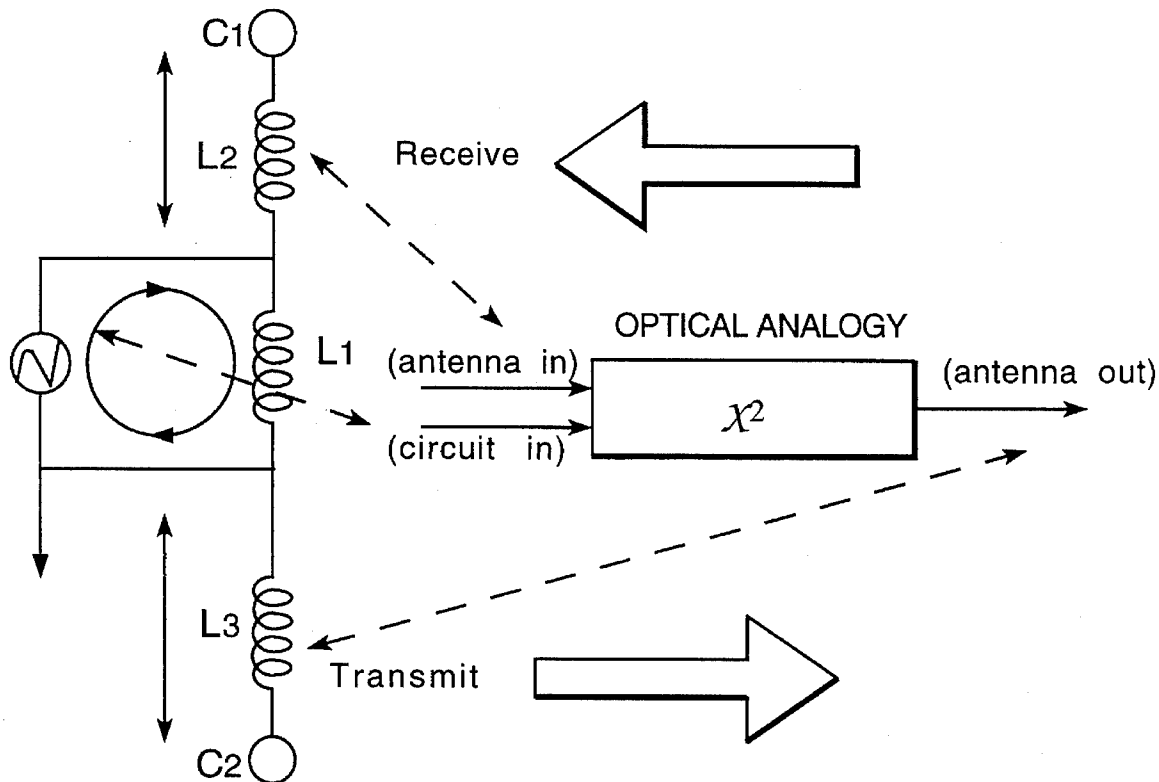 C1
L2
Receive
OPTICAL ANALOGY
L1
(antenna in)
(antenna out)
χ2
(circuit in)
L3
Transmit
C2